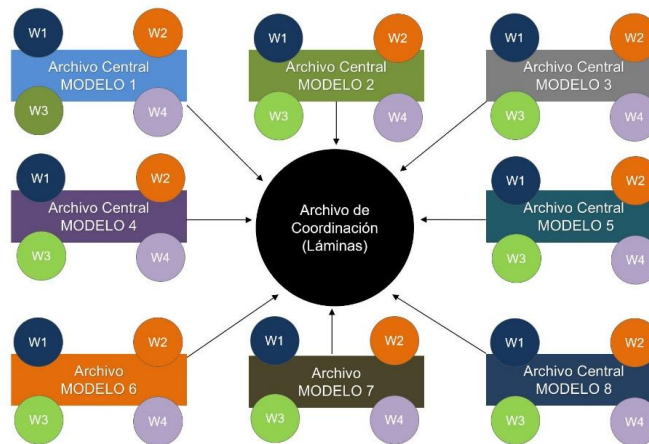 W1
W2
Archivo Central
MODELO 1
W3
W4
W1
W2
Archivo Central
MODELO 2
W3
W4
W1
W2
Archivo Central
MODELO 3
W3
W4
W1
W2
Archivo Central
MODELO 4
W3
W4
Archivo de
Coordinación
(Láminas)
W1
W2
Archivo Central
MODELO 5
W3
W4
W1
W2
Archivo
MODELO 6
W3
W4
W1
W2
Archivo
MODELO 7
W3
W4
W1
W2
Archivo Central
MODELO 8
W3
W4